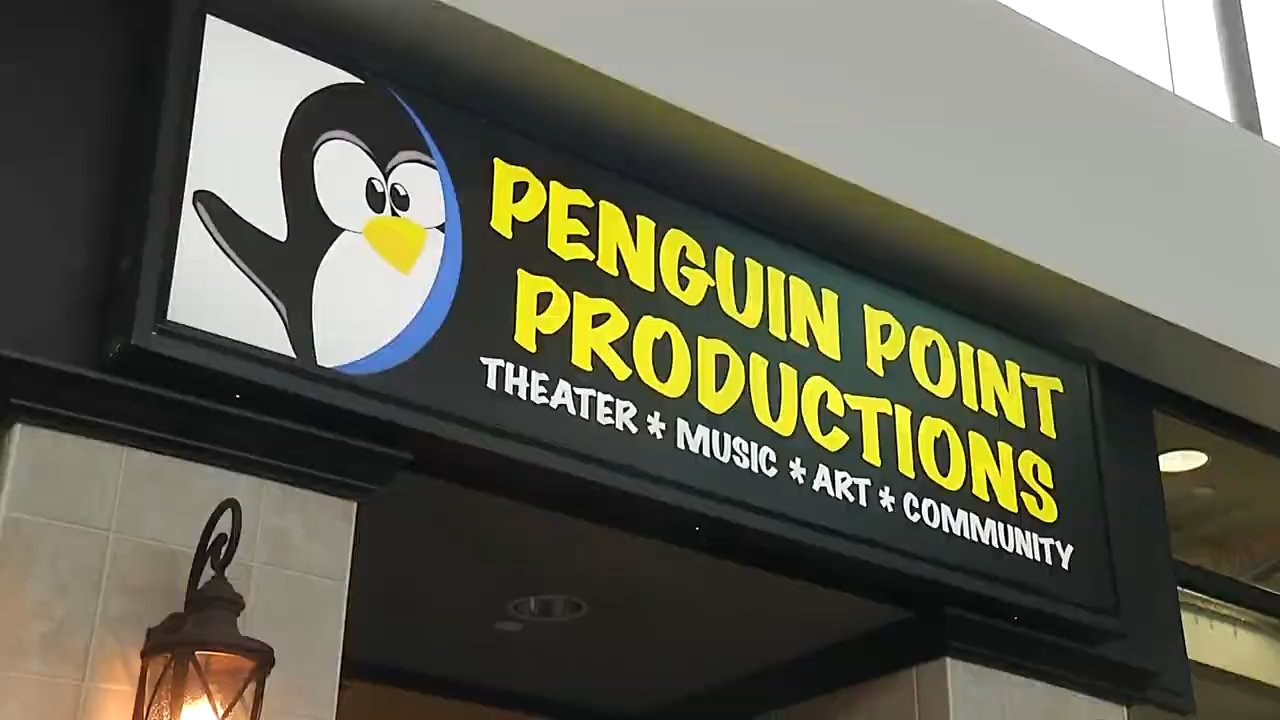 PENGUIN POINT
PRODUCTIONS
THEATER * MUSIC * ART * COMMUNITY